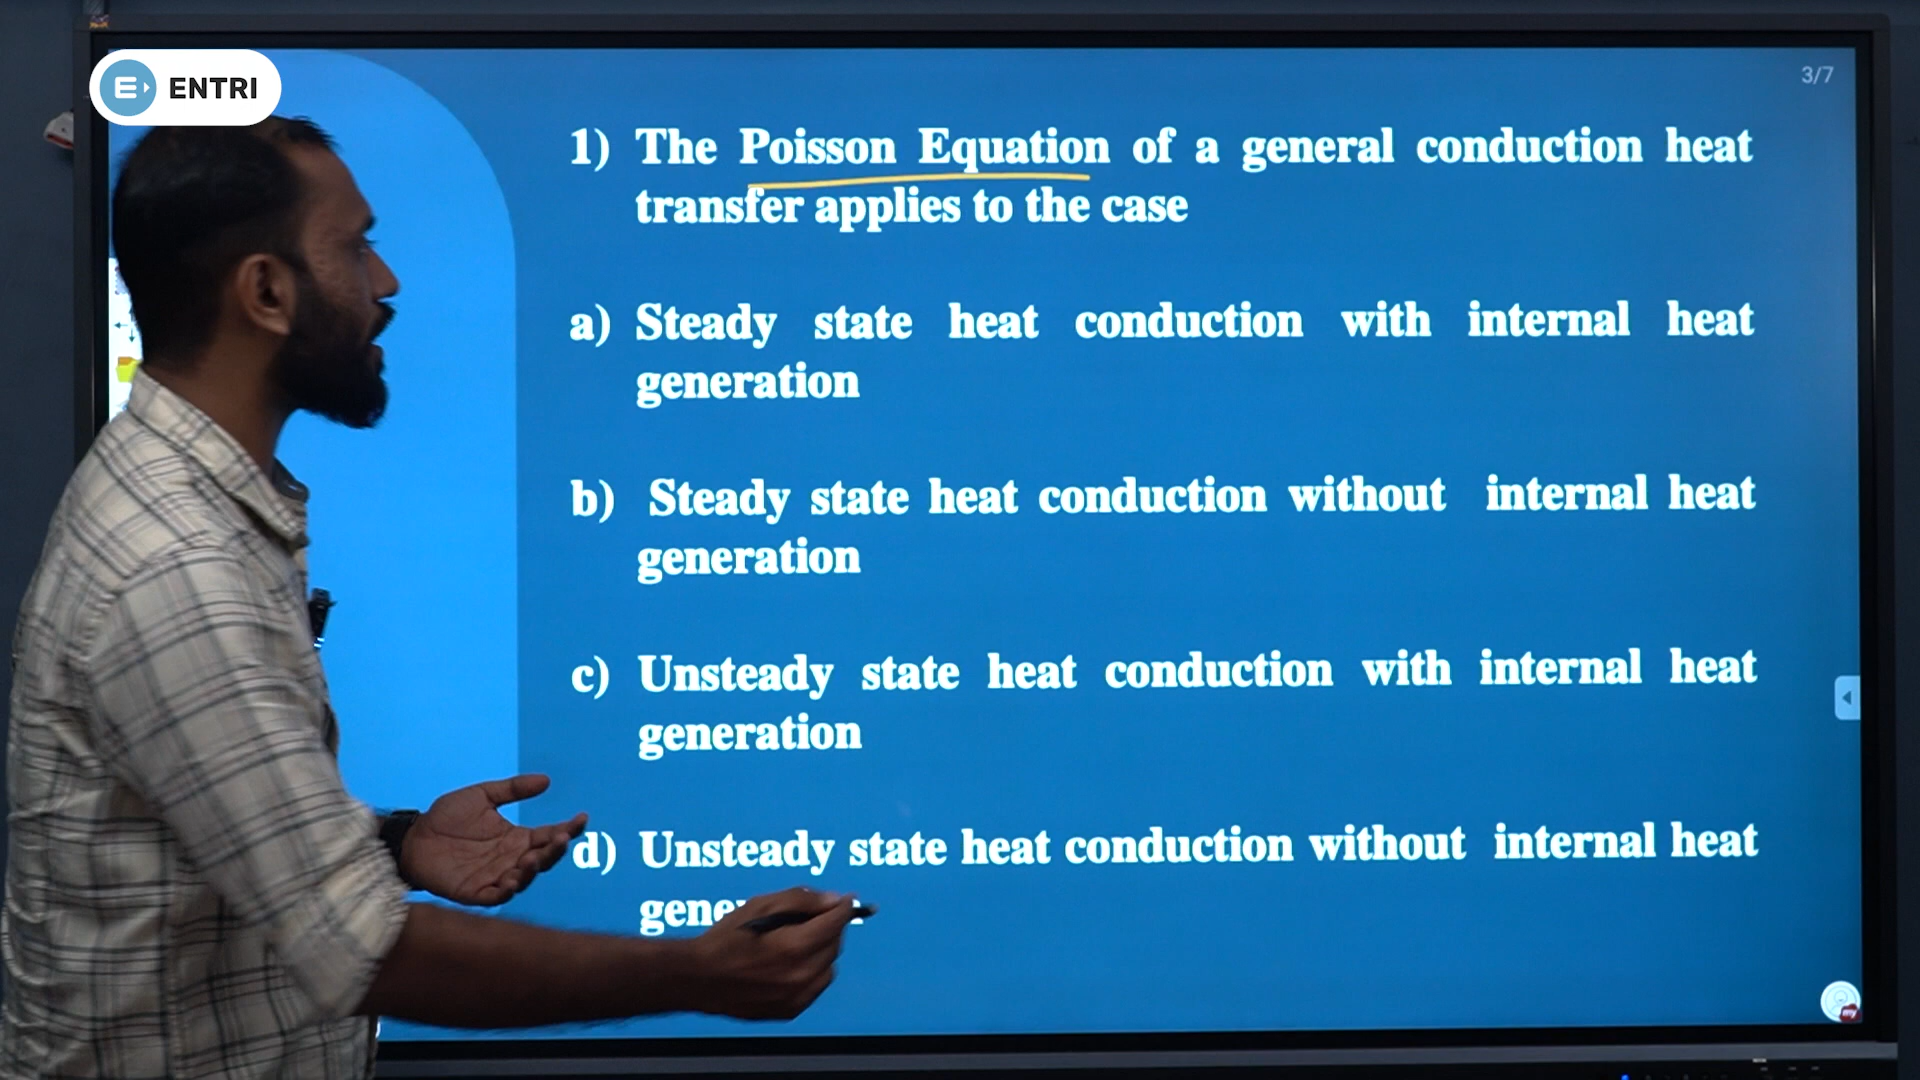 ENTRI
3/7
1) The Poisson Equation of a general conduction heat
transfer applies to the case
a) Steady state heat conduction with internal heat
generation
b) Steady state heat conduction without internal heat
generation
c) Unsteady state heat conduction with internal heat
generation
d) Unsteady state heat conduction without internal heat